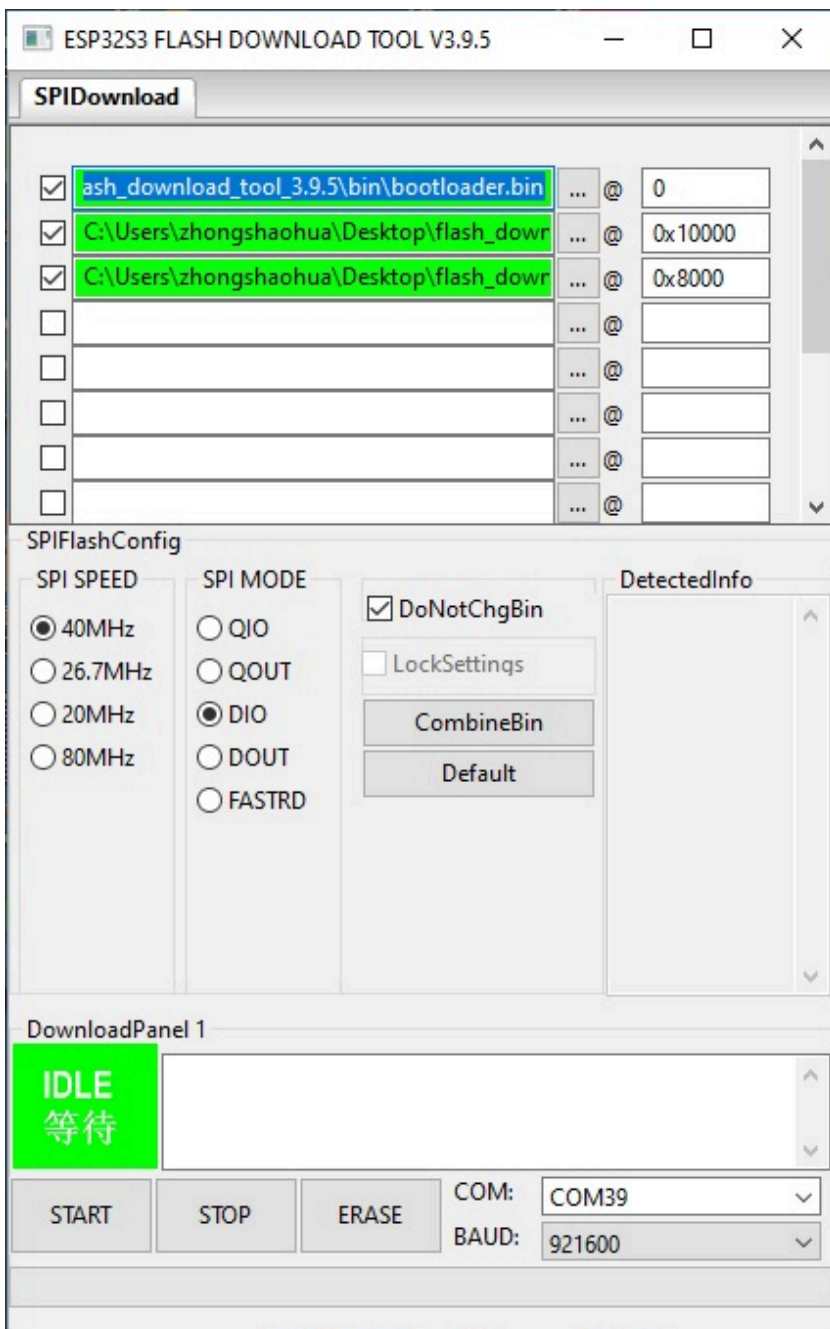 ESP32S3 FLASH DOWNLOAD TOOL V3.9.5
SPIDownload
ash_download_tool_3.9.5\bin\bootloader.bin ... @ 0
C:\Users\zhongshaohua\Desktop\flash_dowr ... @ 0x10000
C:\Users\zhongshaohua\Desktop\flash_dowr ... @ 0x8000
... @
... @
... @
... @
... @
SPIFlashConfig
SPI SPEED
40MHz
26.7MHz
20MHz
80MHz
SPI MODE
QIO
QOUT
DIO
DOUT
FASTRD
DoNotChgBin
LockSettings
CombineBin
Default
DetectedInfo
DownloadPanel 1
IDLE
等待
START STOP ERASE
COM: COM39
BAUD: 921600